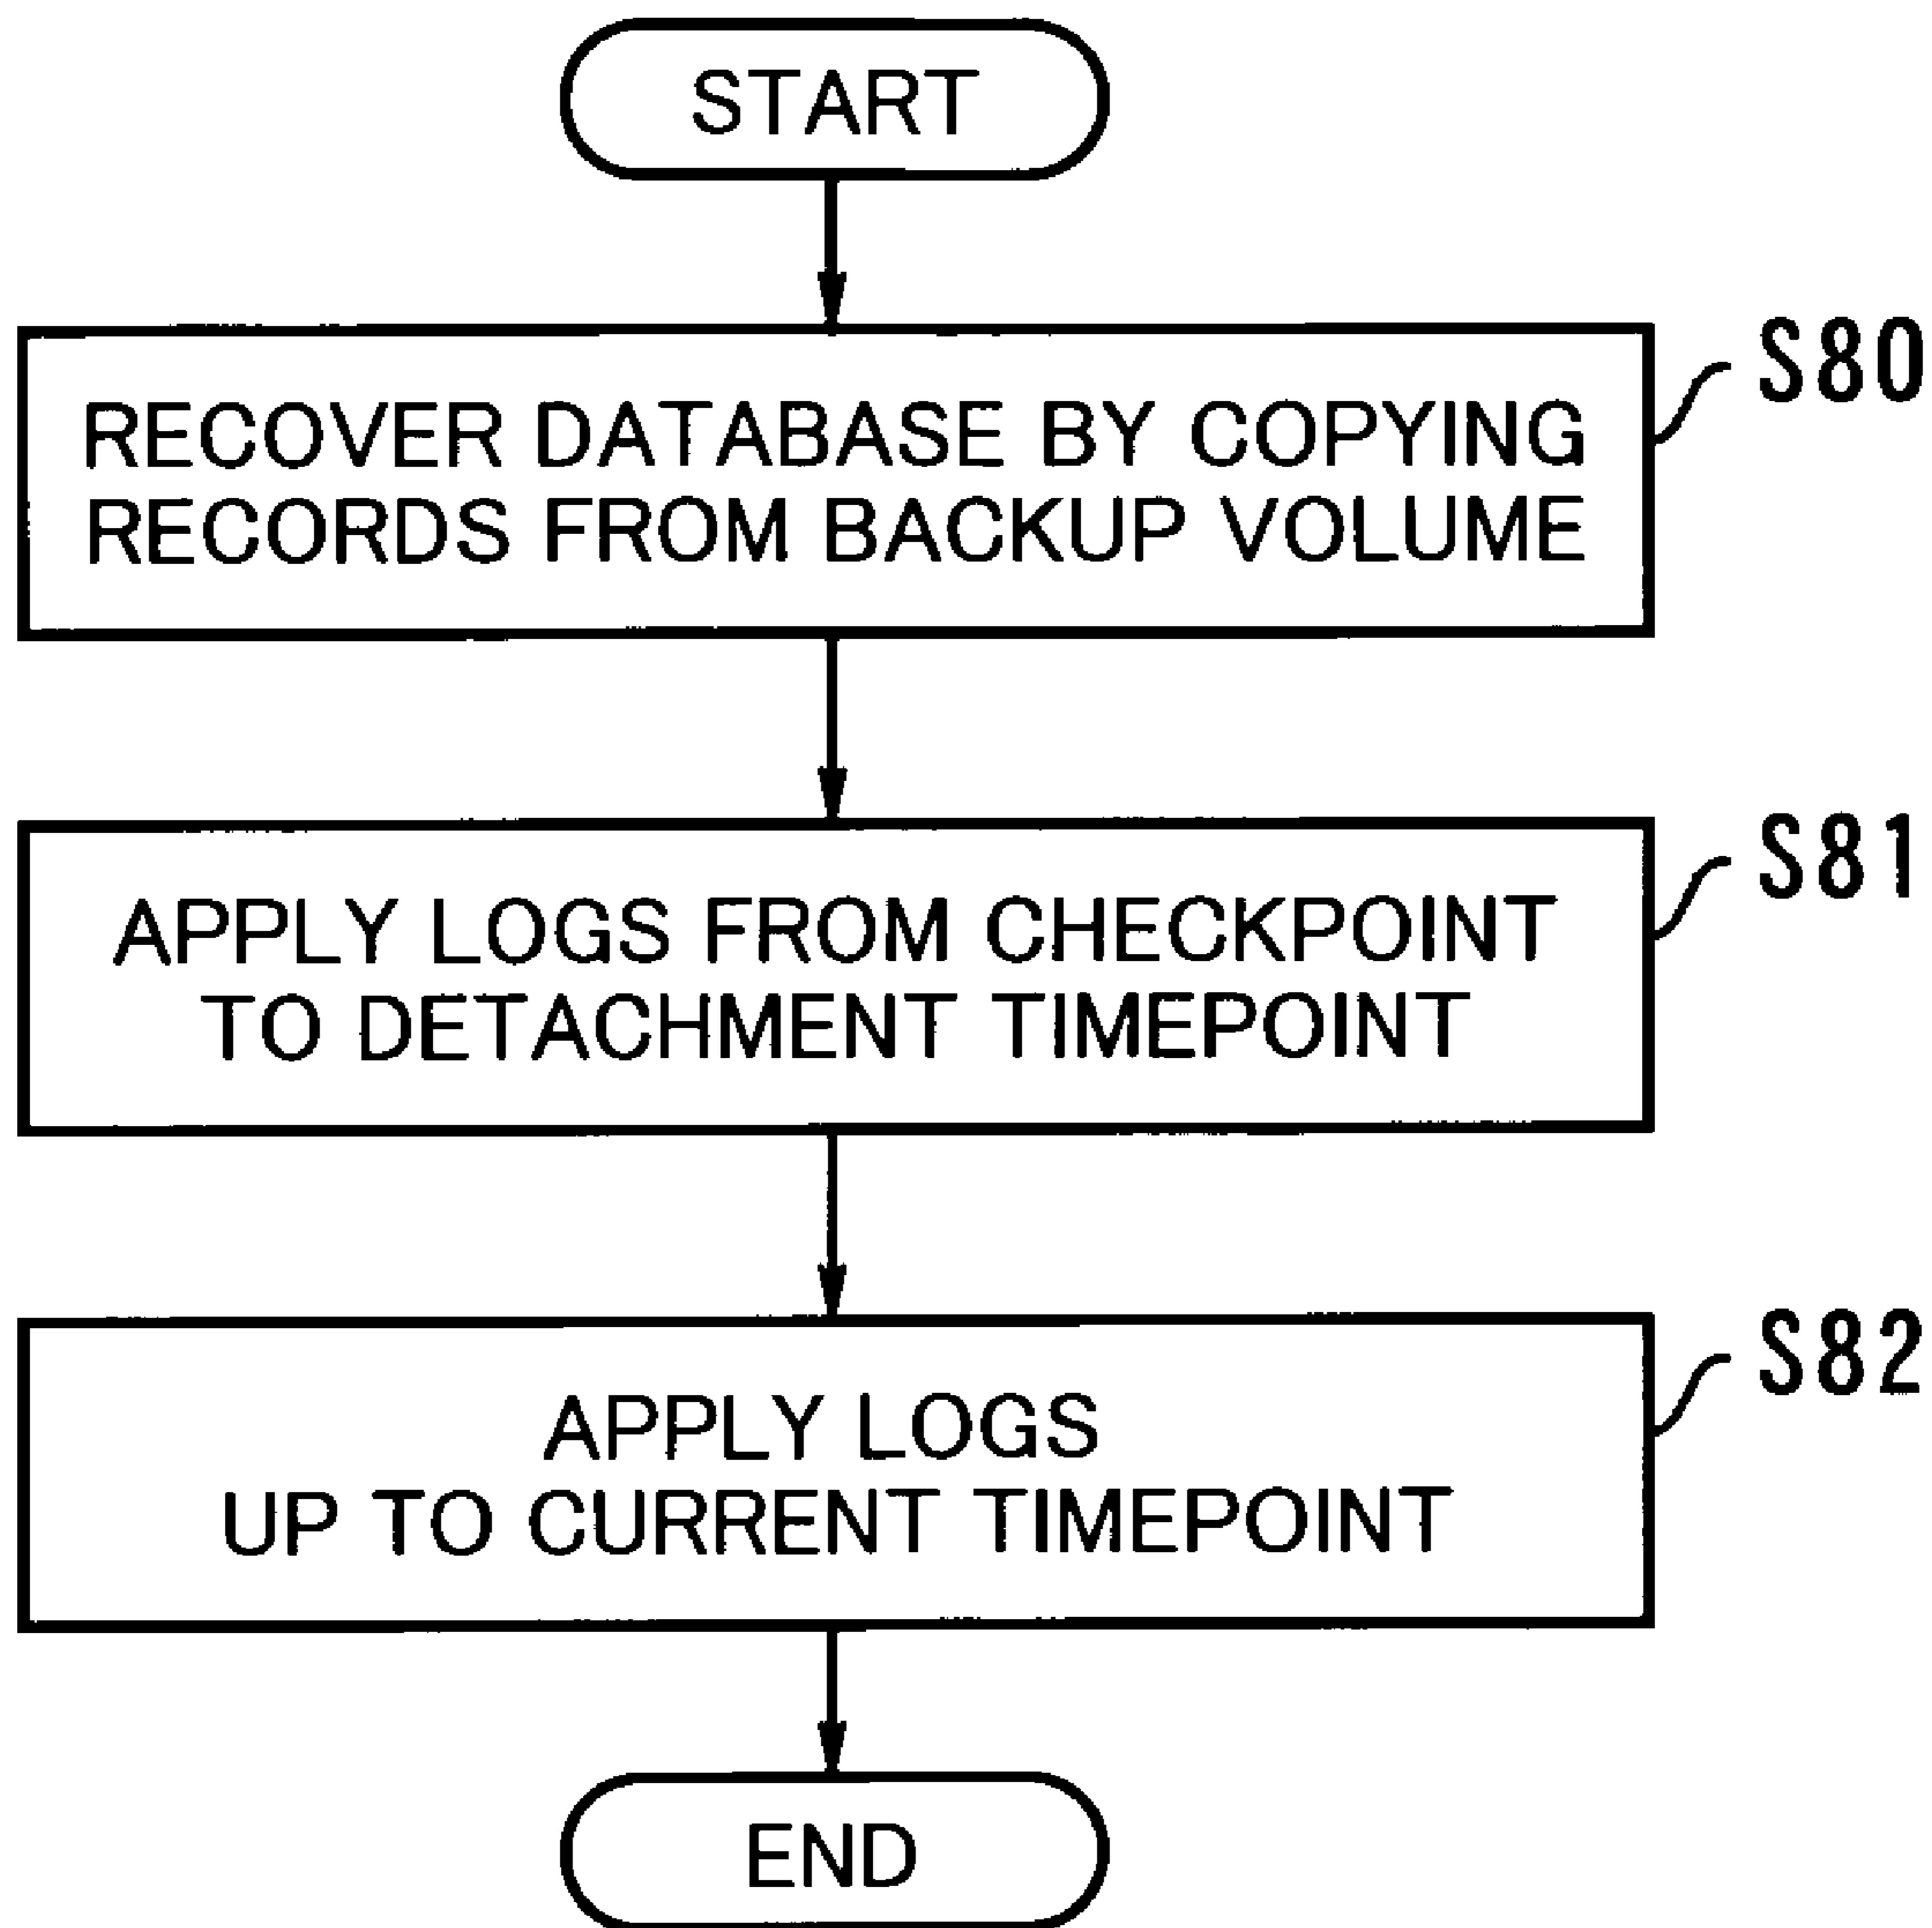 START
S80
RECOVER DATABASE BY COPYING
RECORDS FROM BACKUP VOLUME
S81
APPLY LOGS FROM CHECKPOINT
TO DETACHMENT TIMEPOINT
S82
APPLY LOGS
UP TO CURRENT TIMEPOINT
END